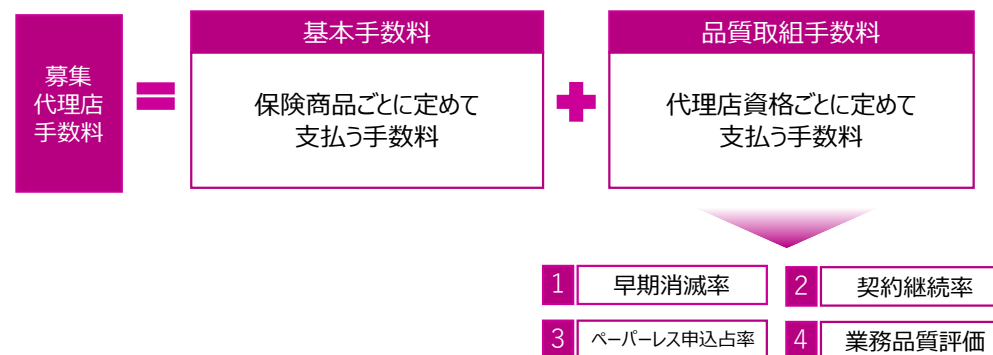 募集
代理店
手数料
基本手数料
保険商品ごとに定めて
支払う手数料
品質取組手数料
代理店資格ごとに定めて
支払う手数料
1 早期消滅率
2 契約継続率
3 ペーパーレス申込占率
4 業務品質評価